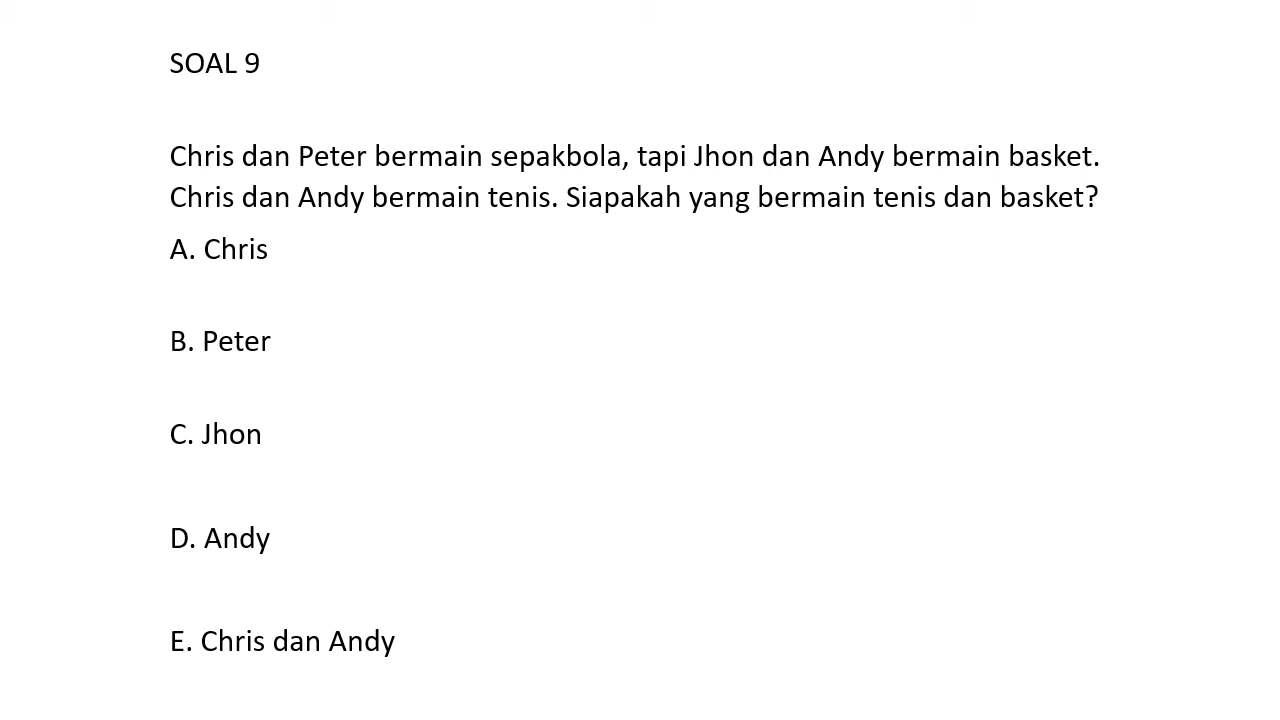 SOAL 9
Chris dan Peter bermain sepakbola, tapi Jhon dan Andy bermain basket.
Chris dan Andy bermain tenis. Siapakah yang bermain tenis dan basket?
A. Chris
B. Peter
C. Jhon
D. Andy
E. Chris dan Andy